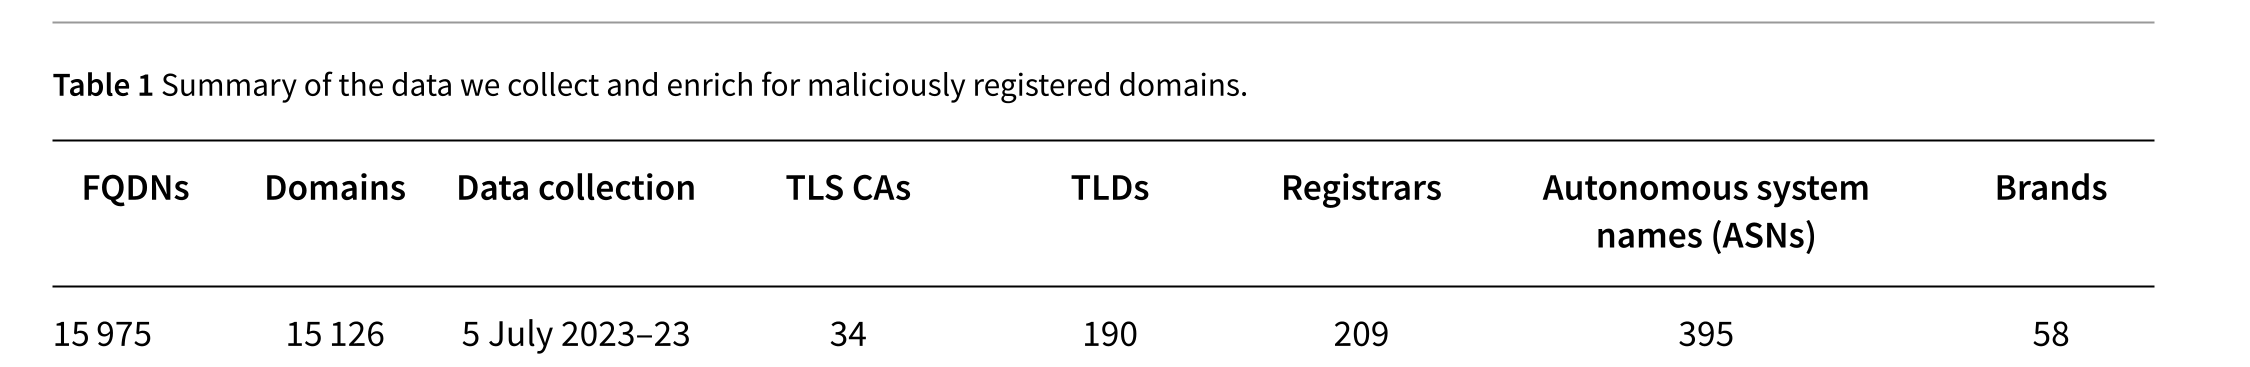 Table 1 Summary of the data we collect and enrich for maliciously registered domains.
FQDNs Domains Data collection TLS CAs TLDs Registrars Autonomous system names (ASNs) Brands
15 975 15 126 5 July 2023–23 34 190 209 395 58